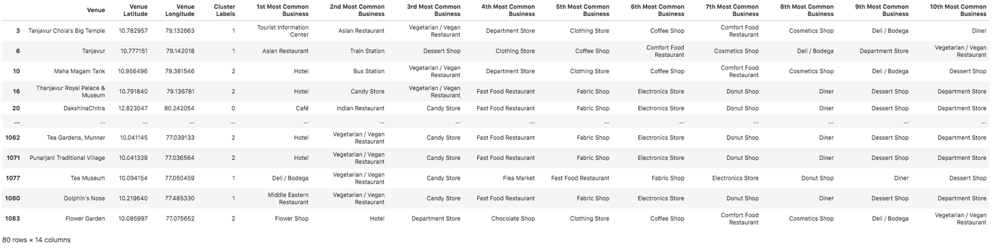 Venue Venue Latitude Venue Longitude Cluster Labels 1st Most Common Business 2nd Most Common Business 3rd Most Common Business 4th Most Common Business 5th Most Common Business 6th Most Common Business 7th Most Common Business 8th Most Common Business 9th Most Common Business 10th Most Common Business
3 Tanjavur Chola's Big Temple 10.782957 79.132663 1 Tourist Information Center Asian Restaurant Vegetarian / Vegan Restaurant Department Store Clothing Store Coffee Shop Comfort Food Restaurant Cosmetics Shop Deli / Bodega Diner
6 Tanjavur 10.777151 79.142018 1 Asian Restaurant Train Station Dessert Shop Clothing Store Coffee Shop Comfort Food Restaurant Cosmetics Shop Deli / Bodega Department Store Vegetarian / Vegan Restaurant
10 Maha Magam Tank 10.956496 79.381546 2 Hotel Bus Station Vegetarian / Vegan Restaurant Department Store Clothing Store Coffee Shop Comfort Food Restaurant Cosmetics Shop Deli / Bodega Dessert Shop
16 Thanjavur Royal Palace & Museum 10.791840 79.136781 2 Hotel Candy Store Vegetarian / Vegan Restaurant Fast Food Restaurant Fabric Shop Electronics Store Donut Shop Diner Dessert Shop Department Store
20 DakshinaChitra 12.823047 80.242054 0 Café Indian Restaurant Candy Store Fast Food Restaurant Fabric Shop Electronics Store Donut Shop Diner Dessert Shop Department Store
... ... ... ... ... ... ... ... ... ... ... ... ... ... ...
1062 Tea Gardens, Munnar 10.041145 77.039133 2 Hotel Vegetarian / Vegan Restaurant Candy Store Fast Food Restaurant Fabric Shop Electronics Store Donut Shop Diner Dessert Shop Department Store
1071 Punarjani Traditional Village 10.041339 77.036564 2 Hotel Vegetarian / Vegan Restaurant Candy Store Fast Food Restaurant Fabric Shop Electronics Store Donut Shop Diner Dessert Shop Department Store
1077 Tea Museum 10.094154 77.050459 1 Deli / Bodega Vegetarian / Vegan Restaurant Candy Store Flea Market Fast Food Restaurant Fabric Shop Electronics Store Donut Shop Diner Dessert Shop
1080 Dolphin's Nose 10.219640 77.485330 1 Middle Eastern Restaurant Vegetarian / Vegan Restaurant Candy Store Fast Food Restaurant Fabric Shop Electronics Store Donut Shop Diner Dessert Shop Department Store
1083 Flower Garden 10.085997 77.075652 2 Flower Shop Hotel Department Store Chocolate Shop Clothing Store Coffee Shop Comfort Food Restaurant Cosmetics Shop Deli / Bodega Vegetarian / Vegan Restaurant
80 rows × 14 columns